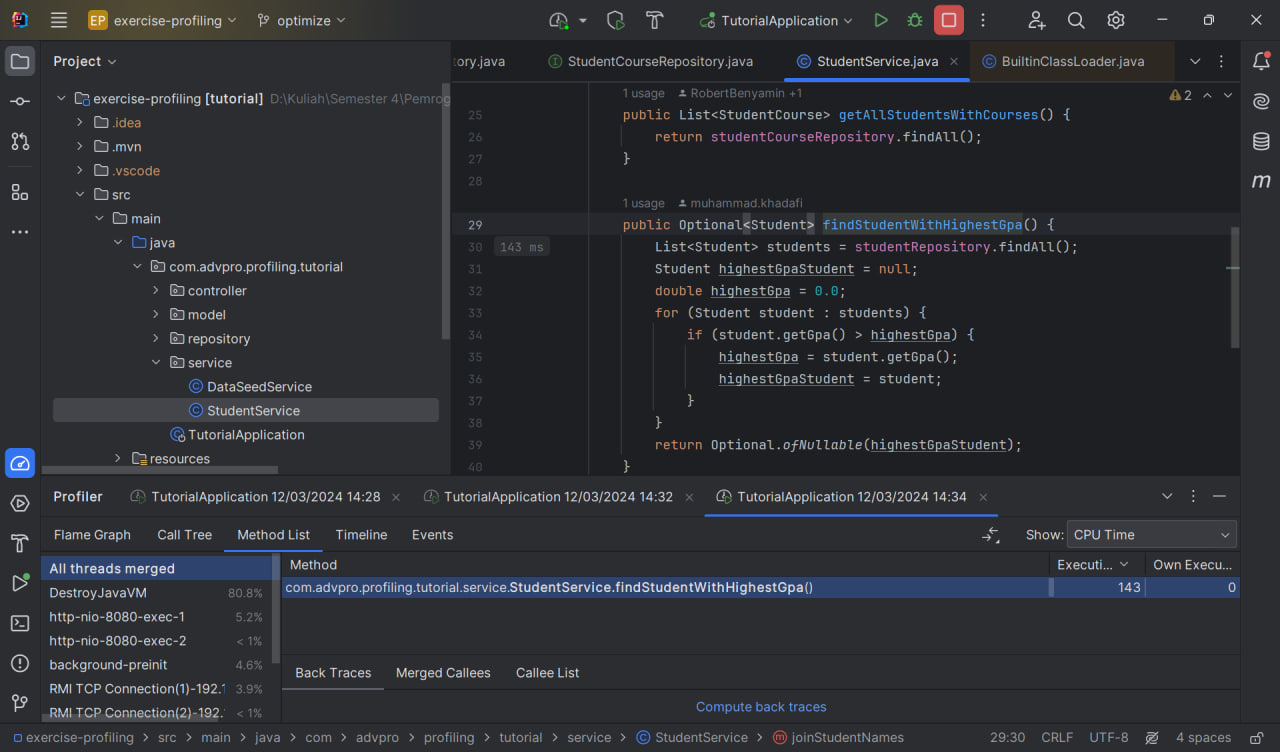 EP exercise-profiling optimize TutorialApplication
Project
exercise-profiling [tutorial] D:\Kuliah\Semester 4\Pemrog
.idea
.mvn
.vscode
src
main
java
com.advpro.profiling.tutorial
controller
model
repository
service
DataSeedService
StudentService
TutorialApplication
resources
ory.java StudentCourseRepository.java StudentService.java BuiltinClassLoader.java
1 usage RobertBenyamin +1
2
25 public List<StudentCourse> getAllStudentsWithCourses() {
26 return studentCourseRepository.findAll();
27 }
28
1 usage muhammad.khadafi
29 public Optional<Student> findStudentWithHighestGpa() {
30 143 ms List<Student> students = studentRepository.findAll();
31 Student highestGpaStudent = null;
32 double highestGpa = 0.0;
33 for (Student student : students) {
34 if (student.getGpa() > highestGpa) {
35 highestGpa = student.getGpa();
36 highestGpaStudent = student;
37 }
38 }
39 return Optional.ofNullable(highestGpaStudent);
40 }
m
Profiler TutorialApplication 12/03/2024 14:28 TutorialApplication 12/03/2024 14:32 TutorialApplication 12/03/2024 14:34
Flame Graph Call Tree Method List Timeline Events Show: CPU Time
All threads merged
DestroyJavaVM 80.8%
http-nio-8080-exec-1 5.2%
http-nio-8080-exec-2 < 1%
background-preinit 4.6%
RMI TCP Connection(1)-192.1 3.9%
RMI TCP Connection(2)-192. < 1%
Method Executi... Own Execu...
com.advpro.profiling.tutorial.service.StudentService.findStudentWithHighestGpa() 143 0
Back Traces Merged Callees Callee List
Compute back traces
exercise-profiling > src > main > java > com > advpro > profiling > tutorial > service > StudentService > m joinStudentNames 29:30 CRLF UTF-8 4 spaces